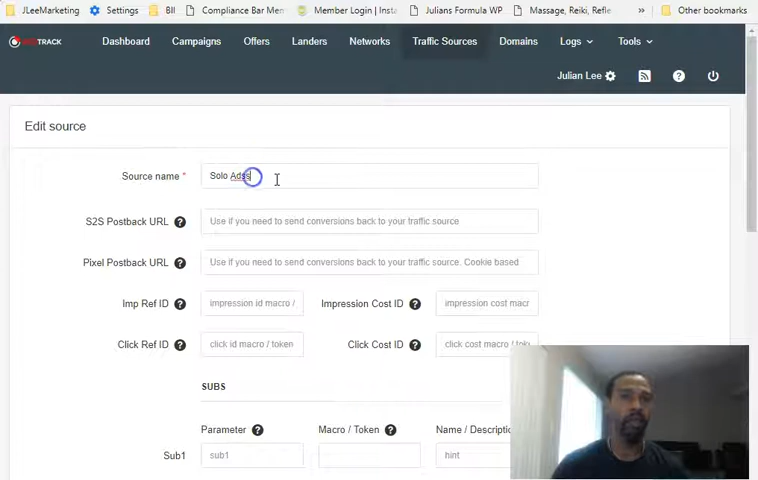 JLeeMarketing Settings BII Compliance Bar Men Member Login | Inst Julians Formula WP Massage, Reiki, Refle » Other bookmarks
TRACK Dashboard Campaigns Offers Landers Networks Traffic Sources Domains Logs Tools
Julian Lee
Edit source
Source name * Solo Adss
S2S Postback URL ? Use if you need to send conversions back to your traffic source
Pixel Postback URL ? Use if you need to send conversions back to your traffic source. Cookie based
Imp Ref ID ? impression id macro / Impression Cost ID ? impression cost macr
Click Ref ID ? click id macro / token Click Cost ID ? click cost macro / tok
SUBS
Parameter ? Macro / Token ? Name / Descriptio
Sub1 sub1 hint